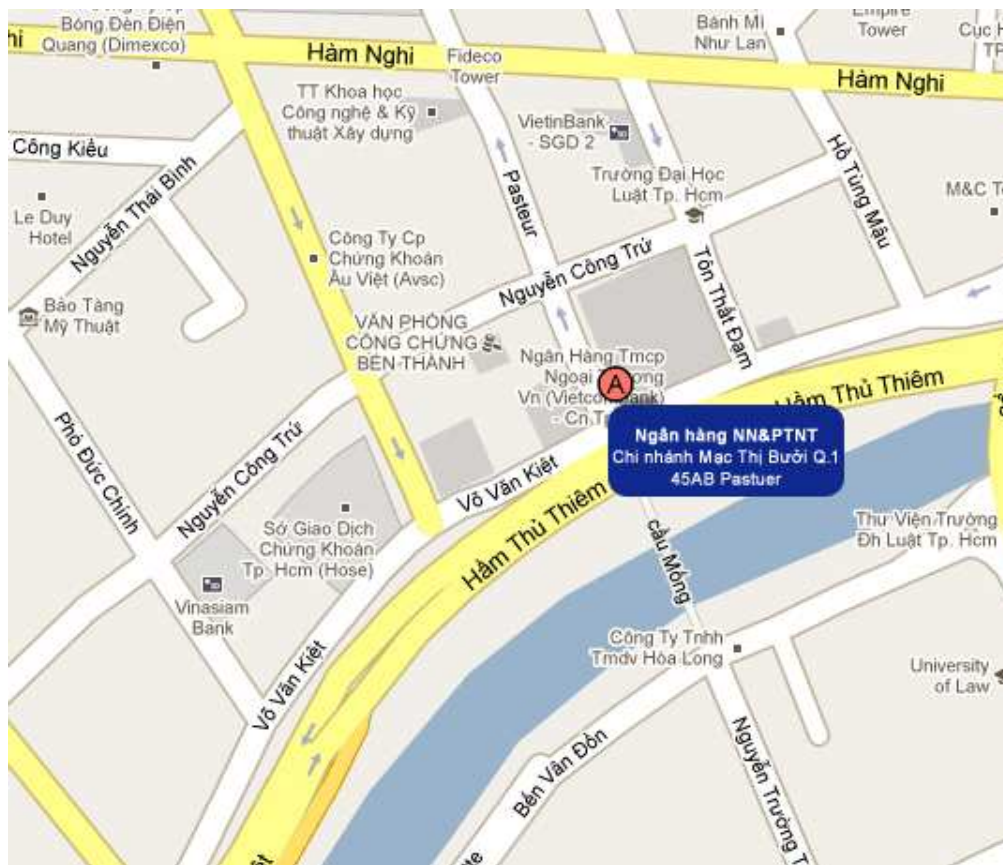 Bóng Đèn Điện
Quang (Dimexco)
Hàm Nghi
Fideco
Tower
Bánh Mì
Như Lan
Empire
Tower
Hàm Nghi
TT Khoa học
Công nghệ & Kỹ
thuật Xây dựng
VietinBank
- SGD 2
Công Kiều
Nguyễn Thái Bình
Pasteur
Trường Đại Học
Luật Tp. Hcm
Hồ Tùng Mậu
Le Duy
Hotel
Công Ty Cp
Chứng Khoán
Âu Việt (Avsc)
Nguyễn Công Trứ
Tôn Thất Đạm
Bảo Tàng
Mỹ Thuật
VĂN PHÒNG
CÔNG CHỨNG
BẾN THÀNH
Ngân Hàng Tmcp
A
Hầm Thủ Thiêm
Ngân hàng NN&PTNT
Chi nhánh Mạc Thị Bưởi Q.1
45AB Pastuer
Phó Đức Chính
Nguyễn Công Trứ
Võ Văn Kiệt
Hầm Thủ Thiêm
Sở Giao Dịch
Chứng Khoán
Tp. Hcm (Hose)
cầu Mống
Thư Viện Trường
Đh Luật Tp. Hcm
Vinasiam
Bank
Công Ty Tnhh
Tmdv Hòa Long
University
of Law
Võ Văn Kiệt
Bến Vân Đồn
Nguyễn Trường